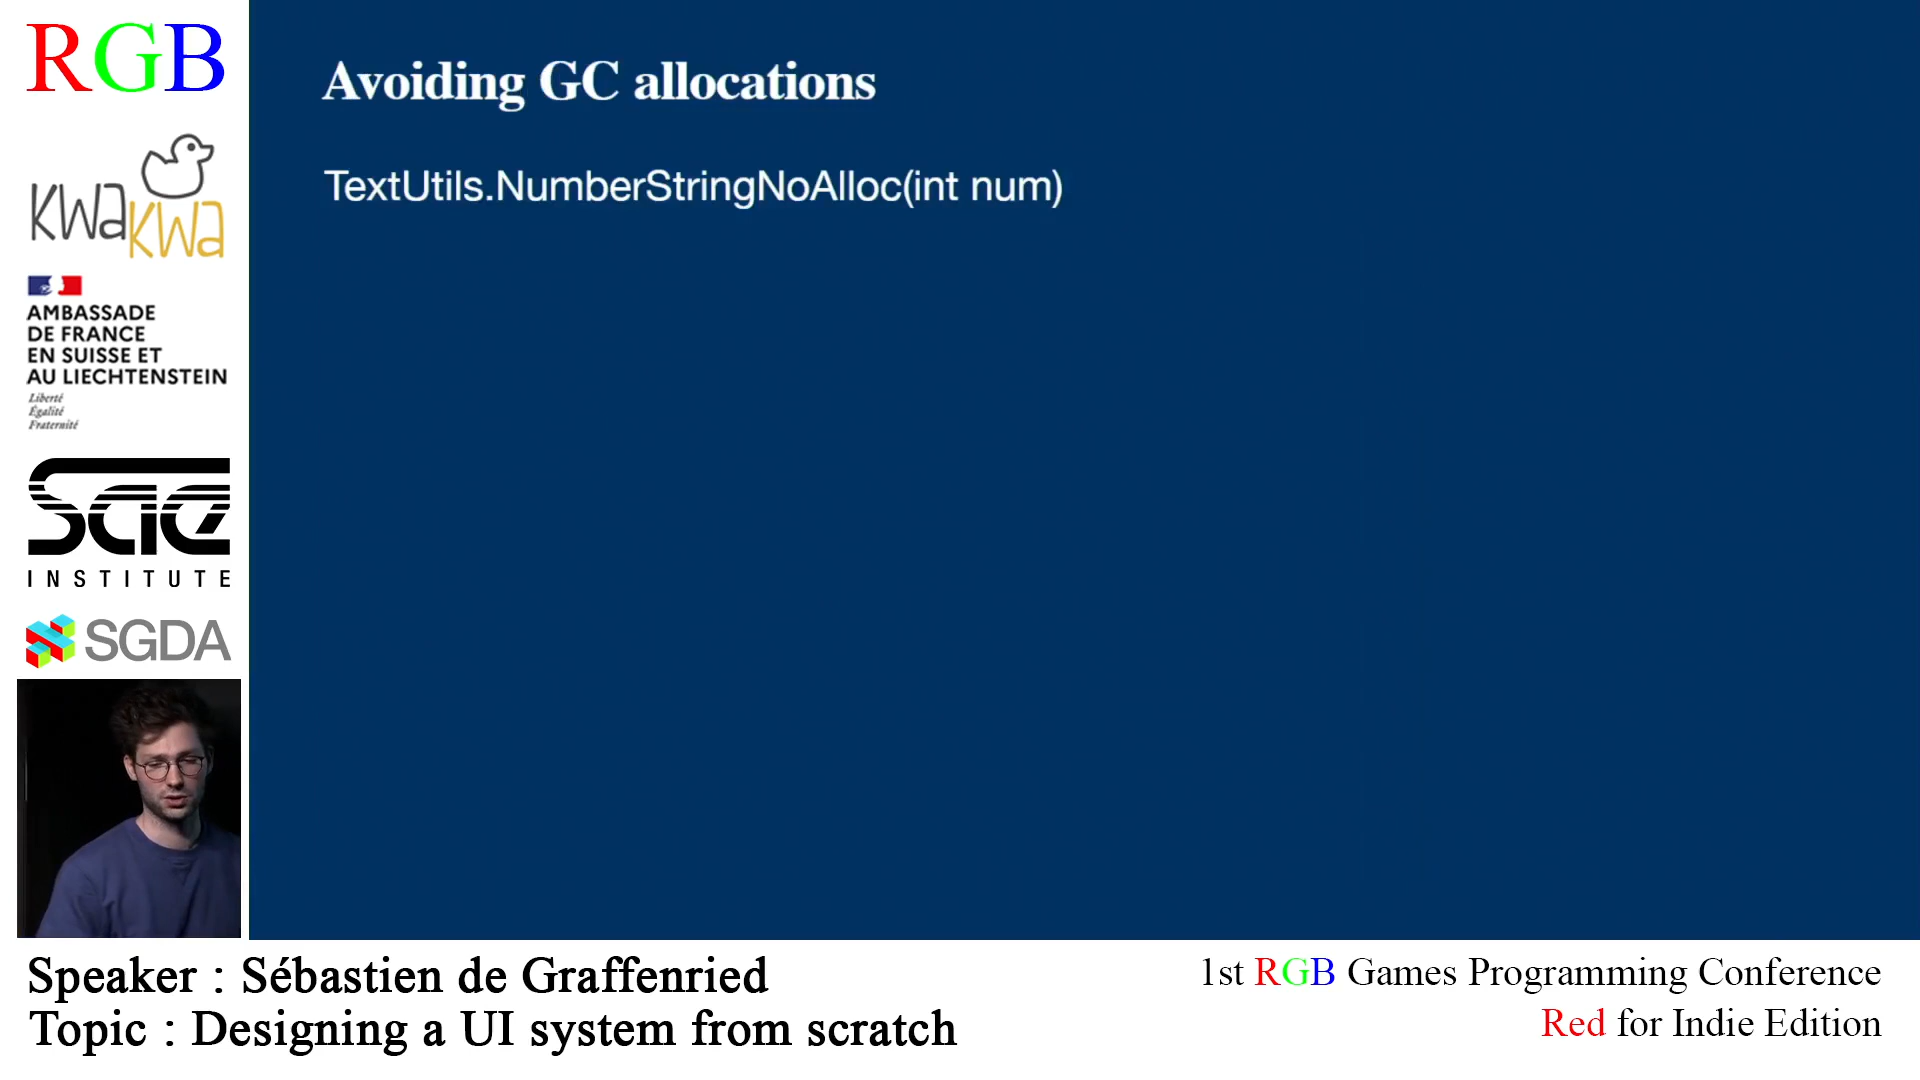 RGB
Avoiding GC allocations
TextUtils.NumberStringNoAlloc(int num)
KWAKWA
AMBASSADE
DE FRANCE
EN SUISSE ET
AU LIECHTENSTEIN
Liberté
Égalité
Fraternité
Sae
INSTITUTE
SGDA
Speaker : Sébastien de Graffenried
Topic : Designing a UI system from scratch
1st RGB Games Programming Conference
Red for Indie Edition